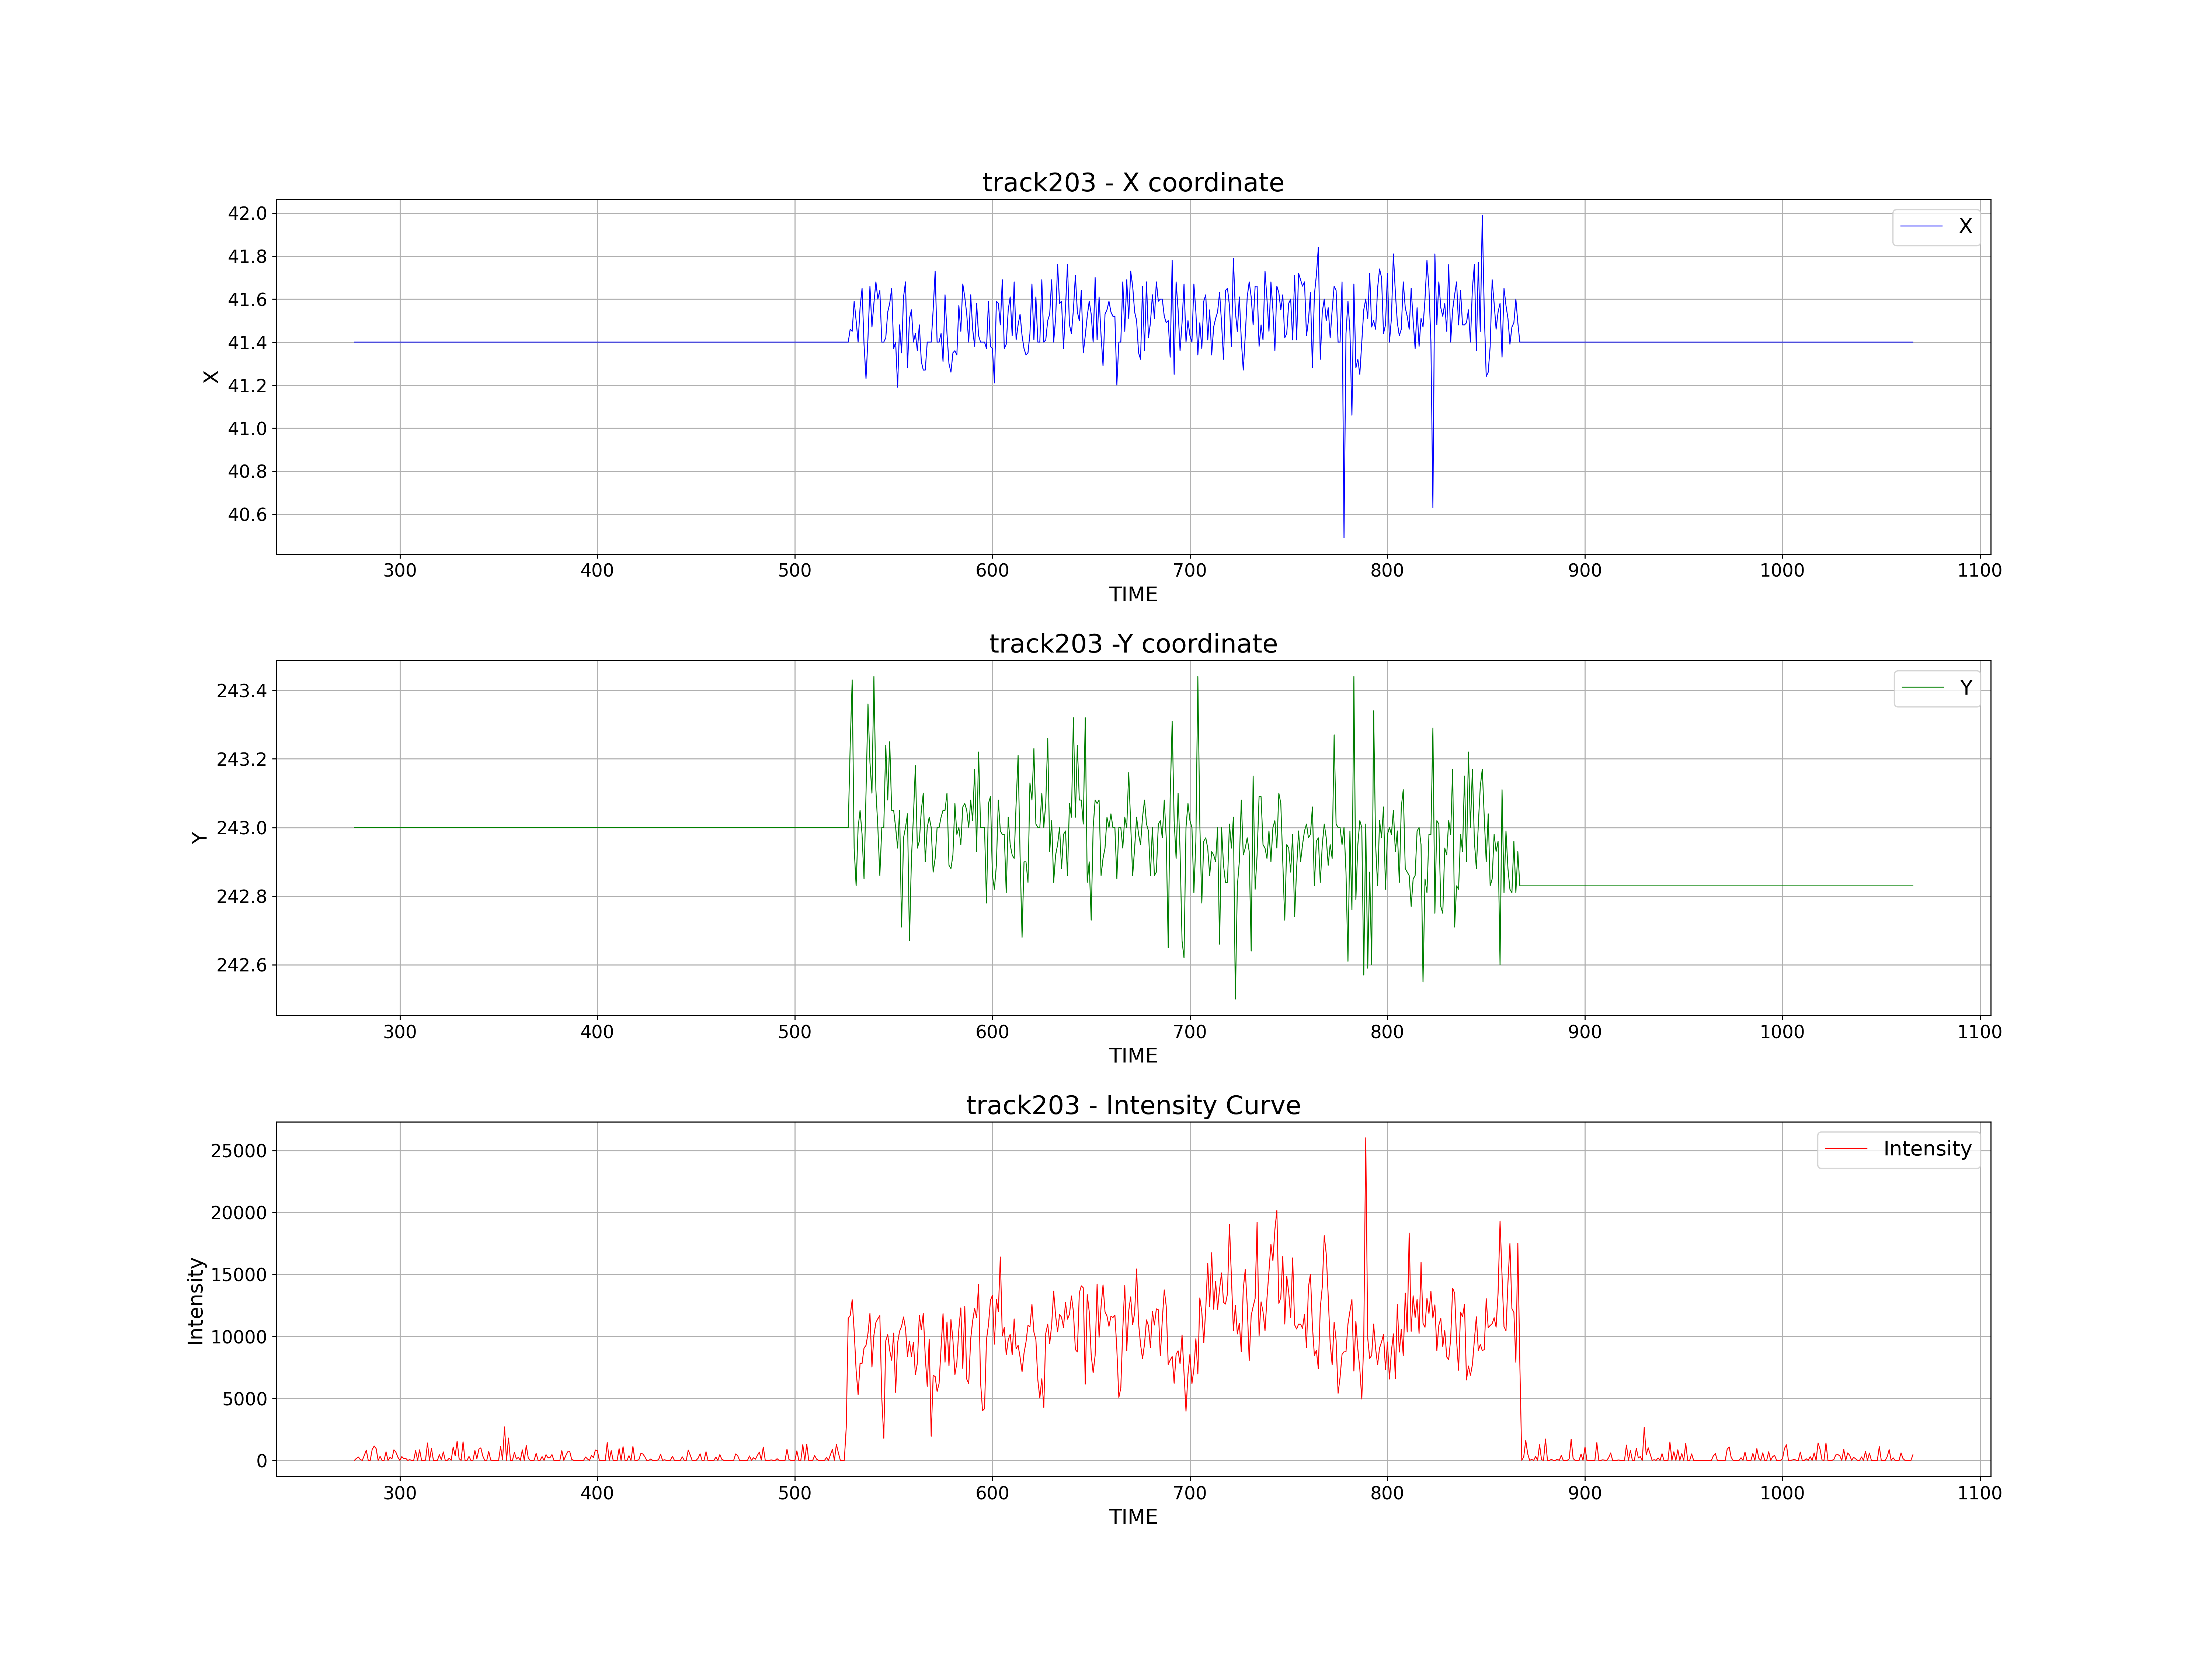 track203 - X coordinate
X
42.0
41.8
41.6
41.4
41.2
41.0
40.8
40.6
X
300 400 500 600 700 800 900 1000 1100
TIME
track203 -Y coordinate
Y
243.4
243.2
243.0
242.8
242.6
Y
300 400 500 600 700 800 900 1000 1100
TIME
track203 - Intensity Curve
Intensity
25000
20000
15000
10000
5000
0
Intensity
300 400 500 600 700 800 900 1000 1100
TIME